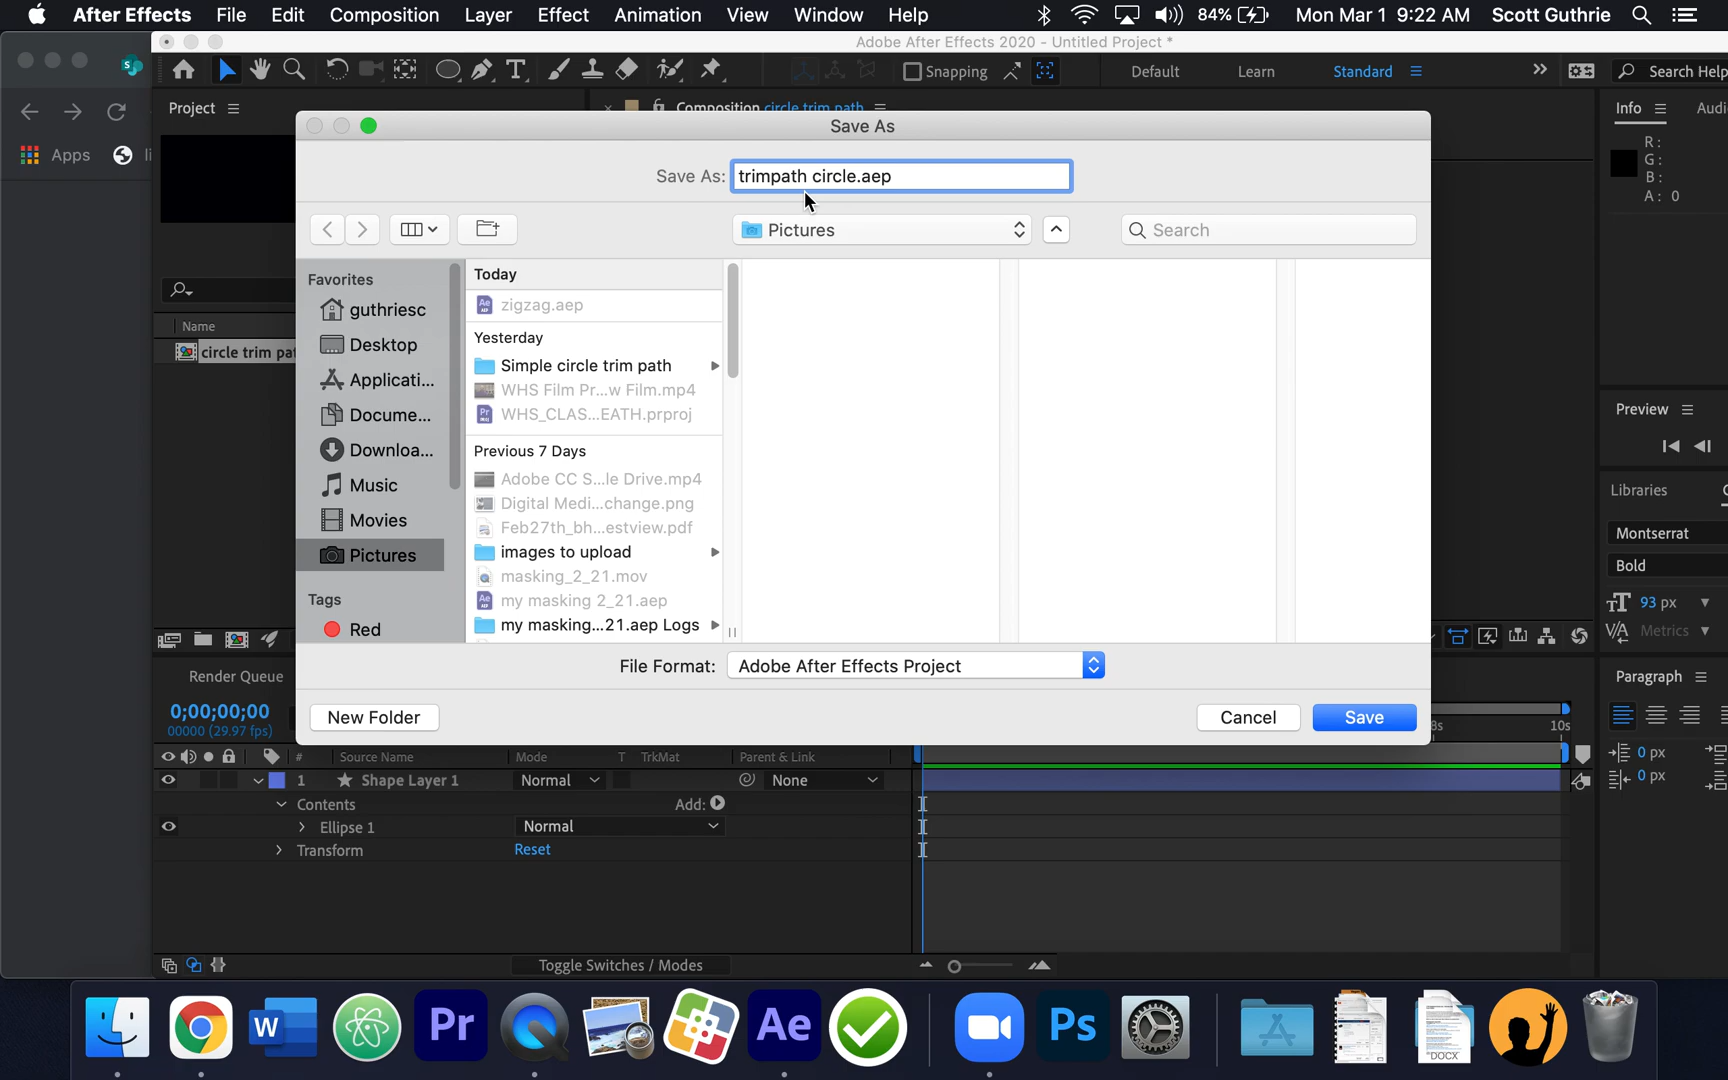 After Effects File Edit Composition Layer Effect Animation View Window Help 84% Mon Mar 1 9:22 AM Scott Guthrie
Adobe After Effects 2020 - Untitled Project *
Snapping Default Learn Standard Search Help
Project Composition circle trim path Info Audi
Apps li
Save As
R:
G:
B:
A: 0
Save As: trimpath circle.aep
Pictures Search
Favorites
guthriesc
Desktop
Applicati...
Docume...
Downloa...
Music
Movies
Pictures
Tags
Red
Today
zigzag.aep
Yesterday
Simple circle trim path
WHS Film Pr...w Film.mp4
WHS_CLAS...EATH.prproj
Previous 7 Days
Adobe CC S...le Drive.mp4
Digital Medi...change.png
Feb27th_bh...estview.pdf
images to upload
masking_2_21.mov
my masking 2_21.aep
my masking...21.aep Logs
Name
circle trim pat
Preview
Libraries
Montserrat
Bold
93 px
Metrics
File Format: Adobe After Effects Project
New Folder Cancel Save
Render Queue
0;00;00;00
00000 (29.97 fps)
8s 10s
Paragraph
0 px
0 px
# Source Name Mode T TrkMat Parent & Link
1 Shape Layer 1 Normal None
Contents Add:
Ellipse 1 Normal
Transform Reset
Toggle Switches / Modes
W Pr Ae Ps DOCX